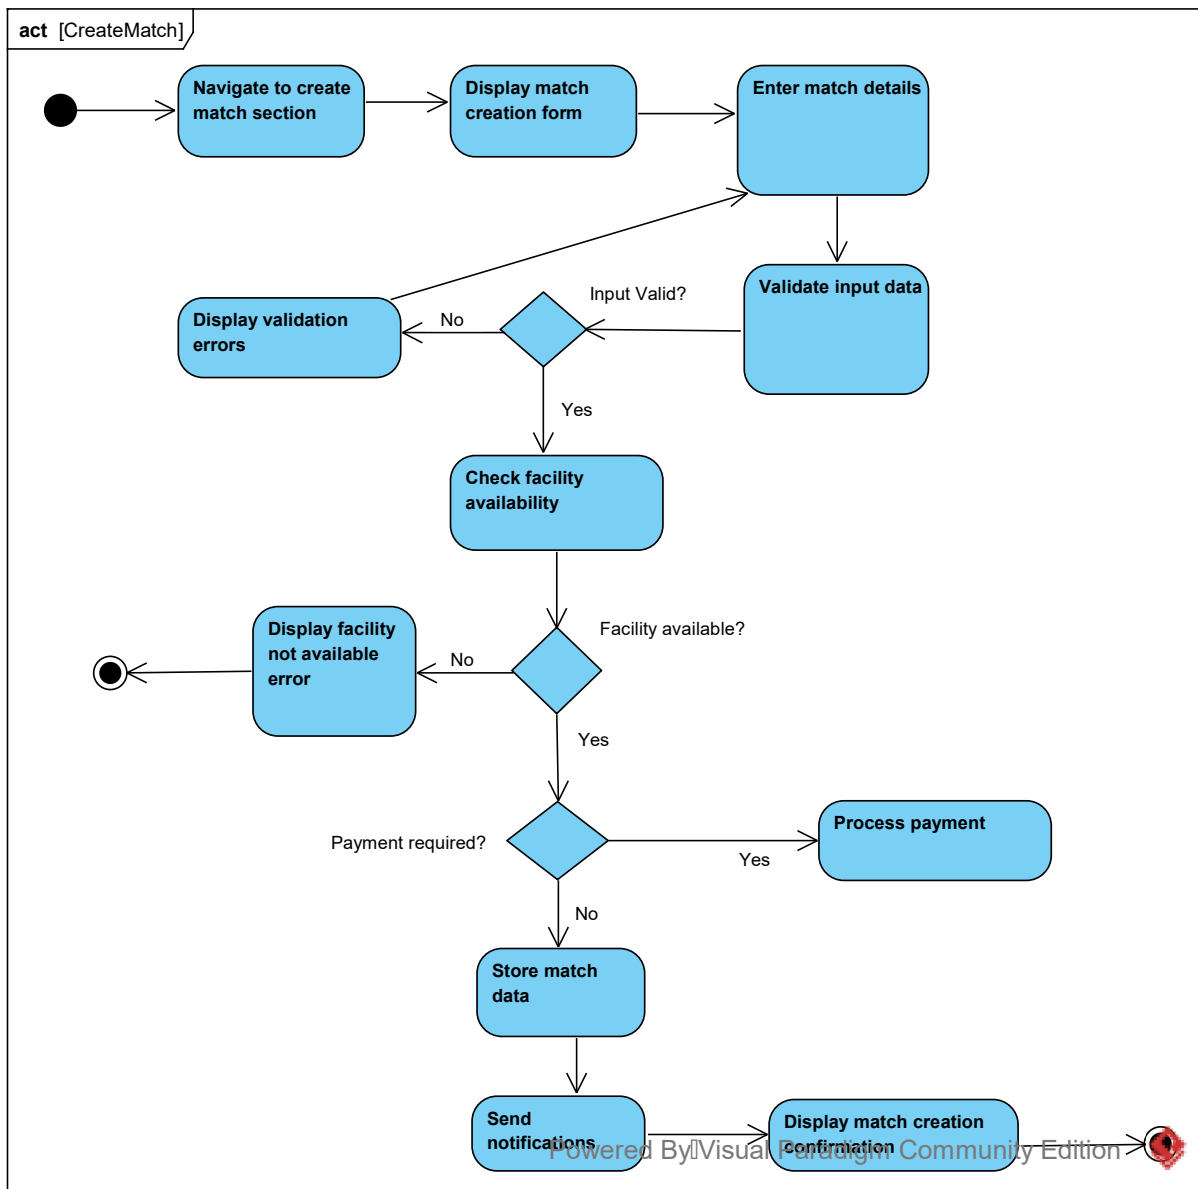 act [CreateMatch]
Navigate to create
match section
Display match
creation form
Enter match details
Input Valid?
Validate input data
Display validation
errors
No
Yes
Check facility
availability
Display facility
not available
error
Facility available?
No
Yes
Payment required?
Process payment
Yes
No
Store match
data
Send
notifications
Display match creation
confirmation
Powered By Visual Paradigm Community Edition